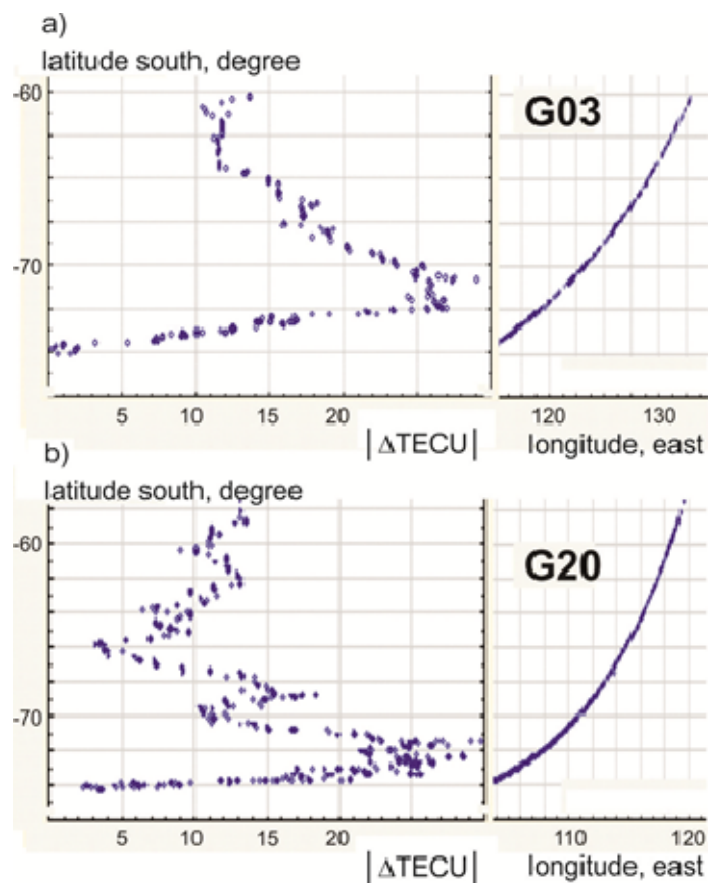 a)
latitude south, degree
-60
G03
-70
5 10 15 20 120 130
|ΔTECU| longitude, east
b)
latitude south, degree
-60
G20
-70
5 10 15 20 110 120
|ΔTECU| longitude, east